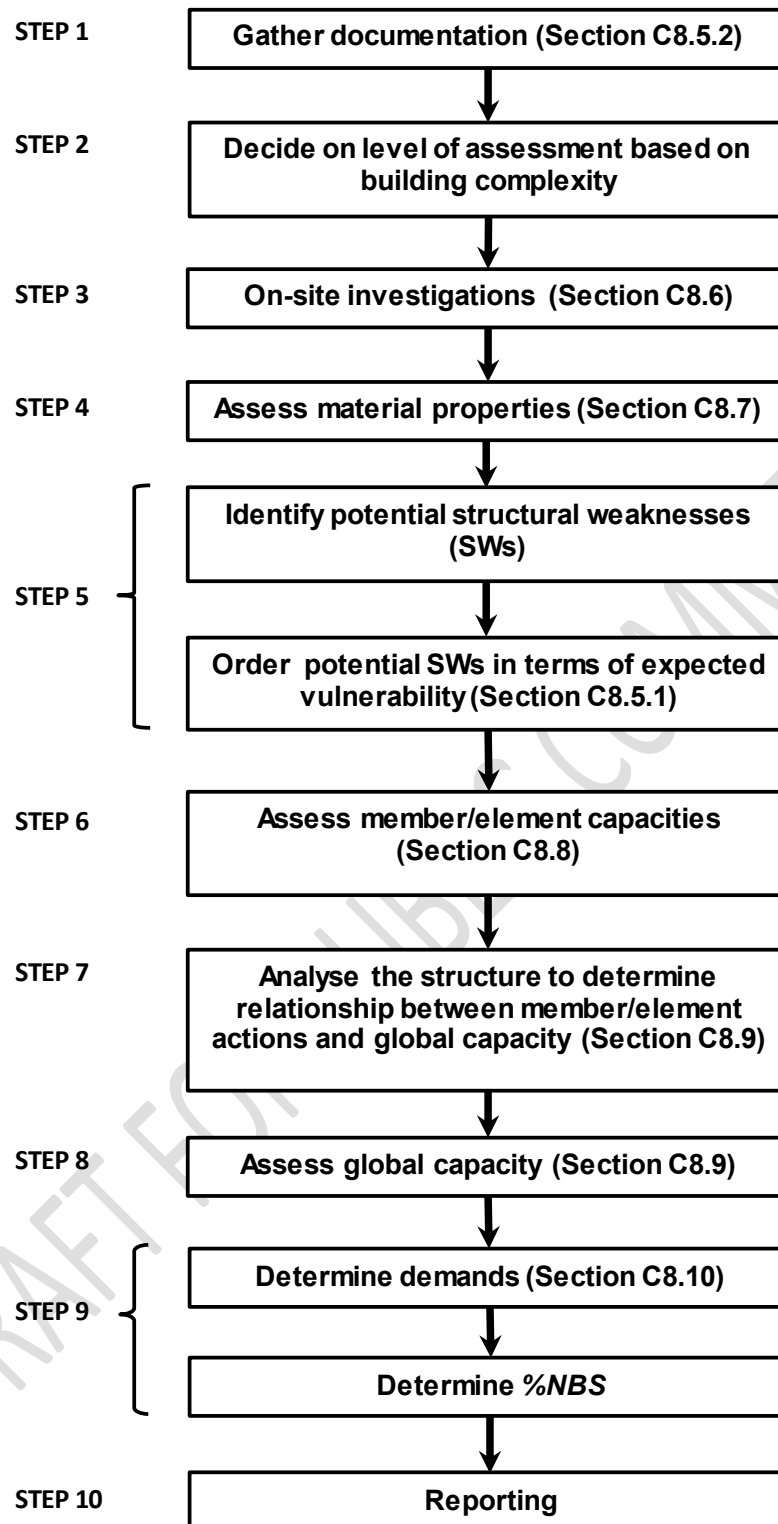 STEP 1
Gather documentation (Section C8.5.2)
STEP 2
Decide on level of assessment based on
building complexity
STEP 3
On-site investigations (Section C8.6)
STEP 4
Assess material properties (Section C8.7)
STEP 5
Identify potential structural weaknesses
(SWs)
Order potential SWs in terms of expected
vulnerability (Section C8.5.1)
STEP 6
Assess member/element capacities
(Section C8.8)
STEP 7
Analyse the structure to determine
relationship between member/element
actions and global capacity (Section C8.9)
STEP 8
Assess global capacity (Section C8.9)
STEP 9
Determine demands (Section C8.10)
Determine %NBS
STEP 10
Reporting